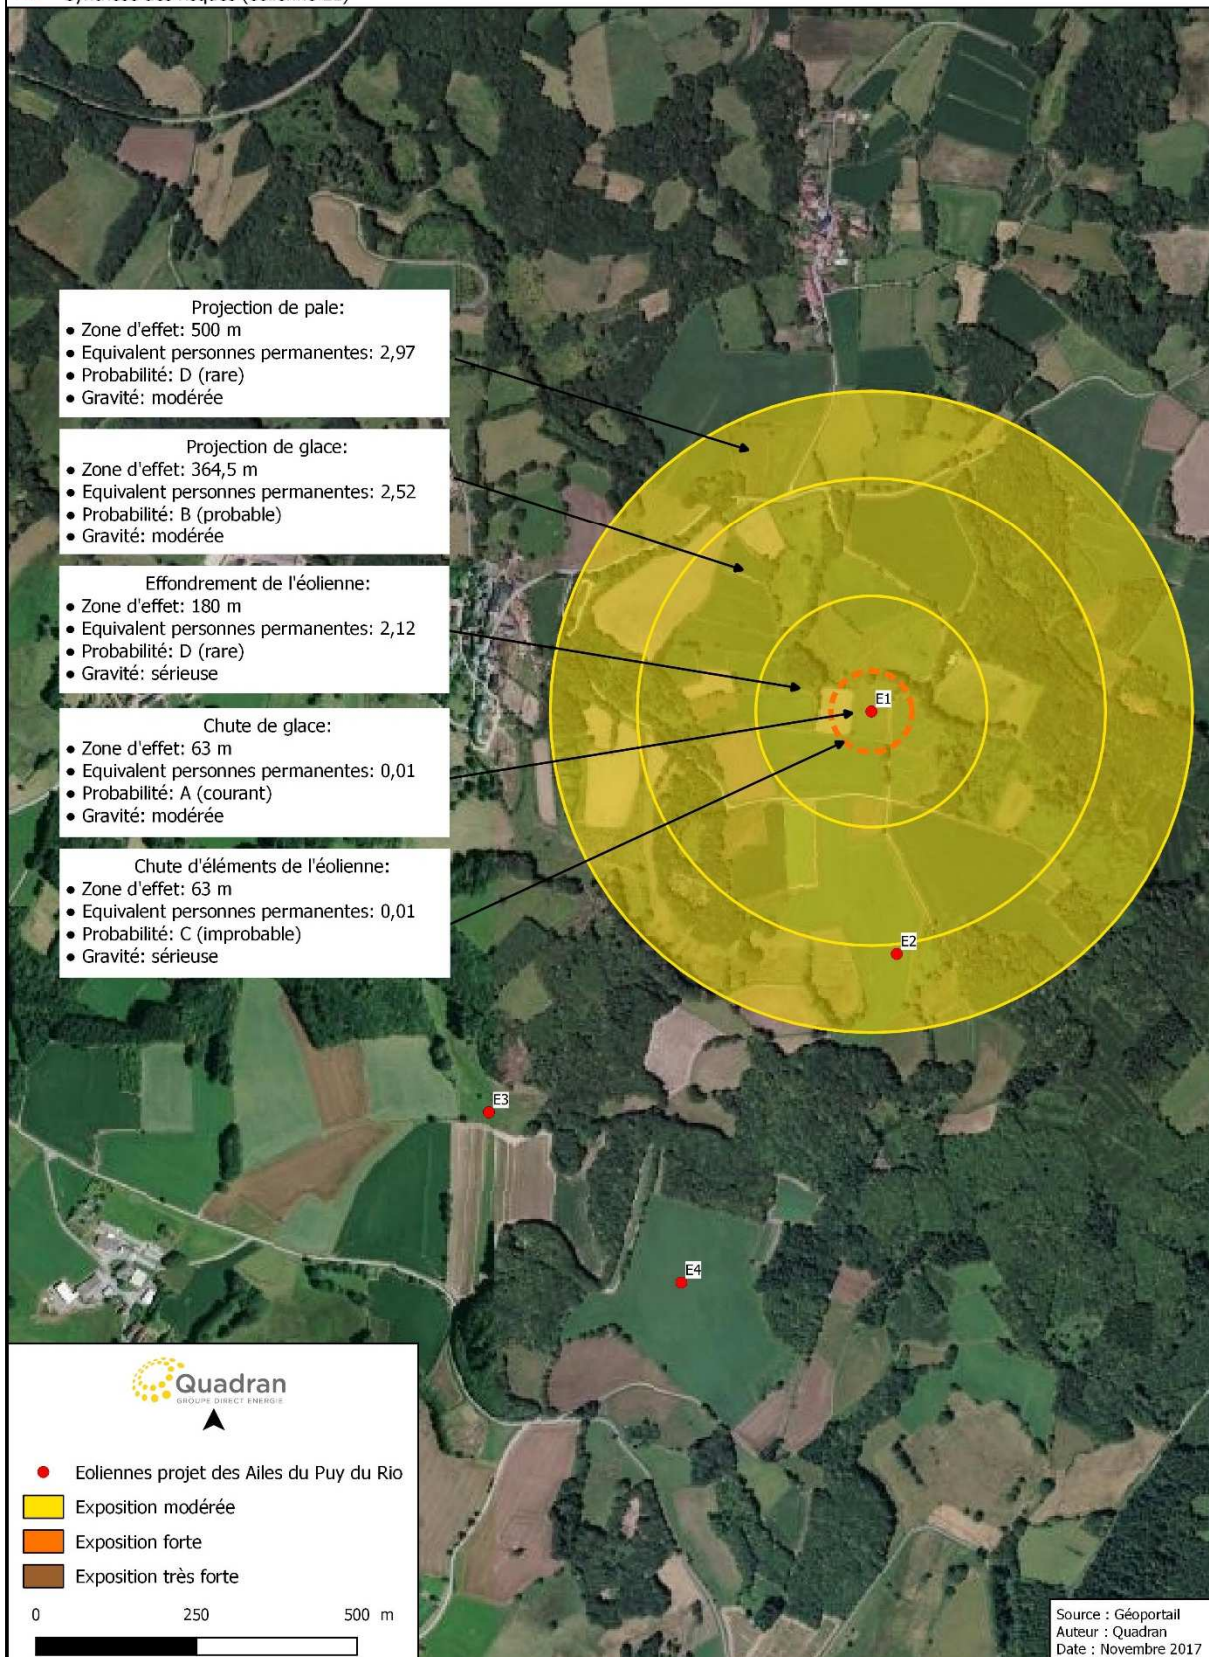 Projection de pale:
• Zone d'effet: 500 m
• Equivalent personnes permanentes: 2,97
• Probabilité: D (rare)
• Gravité: modérée
Projection de glace:
• Zone d'effet: 364,5 m
• Equivalent personnes permanentes: 2,52
• Probabilité: B (probable)
• Gravité: modérée
Effondrement de l'éolienne:
• Zone d'effet: 180 m
• Equivalent personnes permanentes: 2,12
• Probabilité: D (rare)
• Gravité: sérieuse
Chute de glace:
• Zone d'effet: 63 m
• Equivalent personnes permanentes: 0,01
• Probabilité: A (courant)
• Gravité: modérée
Chute d'éléments de l'éolienne:
• Zone d'effet: 63 m
• Equivalent personnes permanentes: 0,01
• Probabilité: C (improbable)
• Gravité: sérieuse
E1
E2
E3
E4
Quadran
GROUPE DIRECT ENERGIE
Eoliennes projet des Ailes du Puy du Rio
Exposition modérée
Exposition forte
Exposition très forte
0 250 500 m
Source : Géoportail
Auteur : Quadran
Date : Novembre 2017